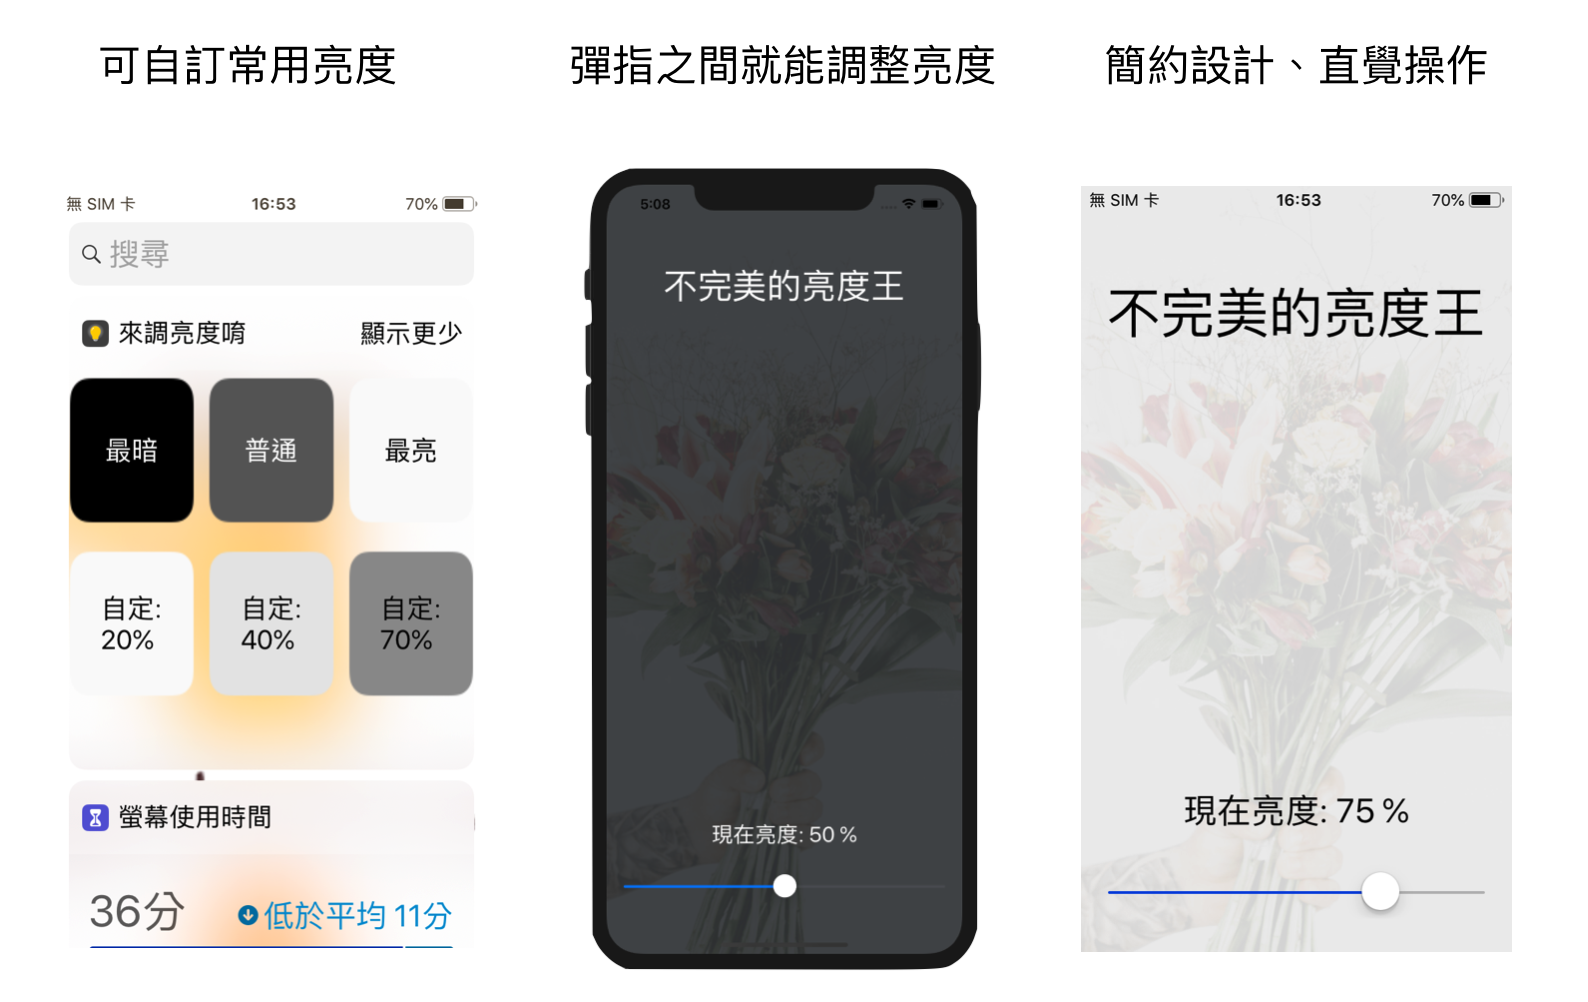 可自訂常用亮度
彈指之間就能調整亮度
簡約設計、直覺操作
無 SIM 卡
16:53
70%
搜尋
來調亮度唷
顯示更少
最暗
普通
最亮
自定:
20%
自定:
40%
自定:
70%
螢幕使用時間
36分
低於平均 11分
5:08
不完美的亮度王
現在亮度: 50 %
無 SIM 卡
16:53
70%
不完美的亮度王
現在亮度: 75 %